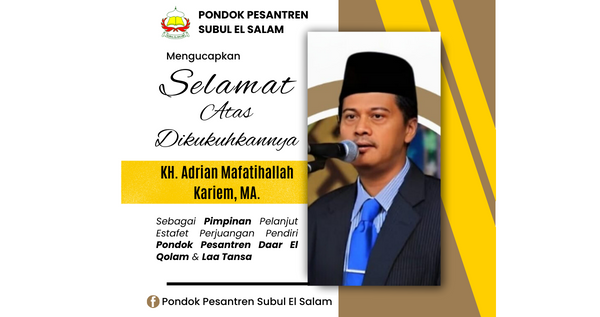 PONDOK PESANTREN
SUBUL EL SALAM
Mengucapkan
Selamat
Atas
Dikukuhkannya
KH. Adrian Mafatihallah
Kariem, MA.
Sebagai Pimpinan Pelanjut
Estafet Perjuangan Pendiri
Pondok Pesantren Daar El
Qolam & Laa Tansa
Pondok Pesantren Subul El Salam